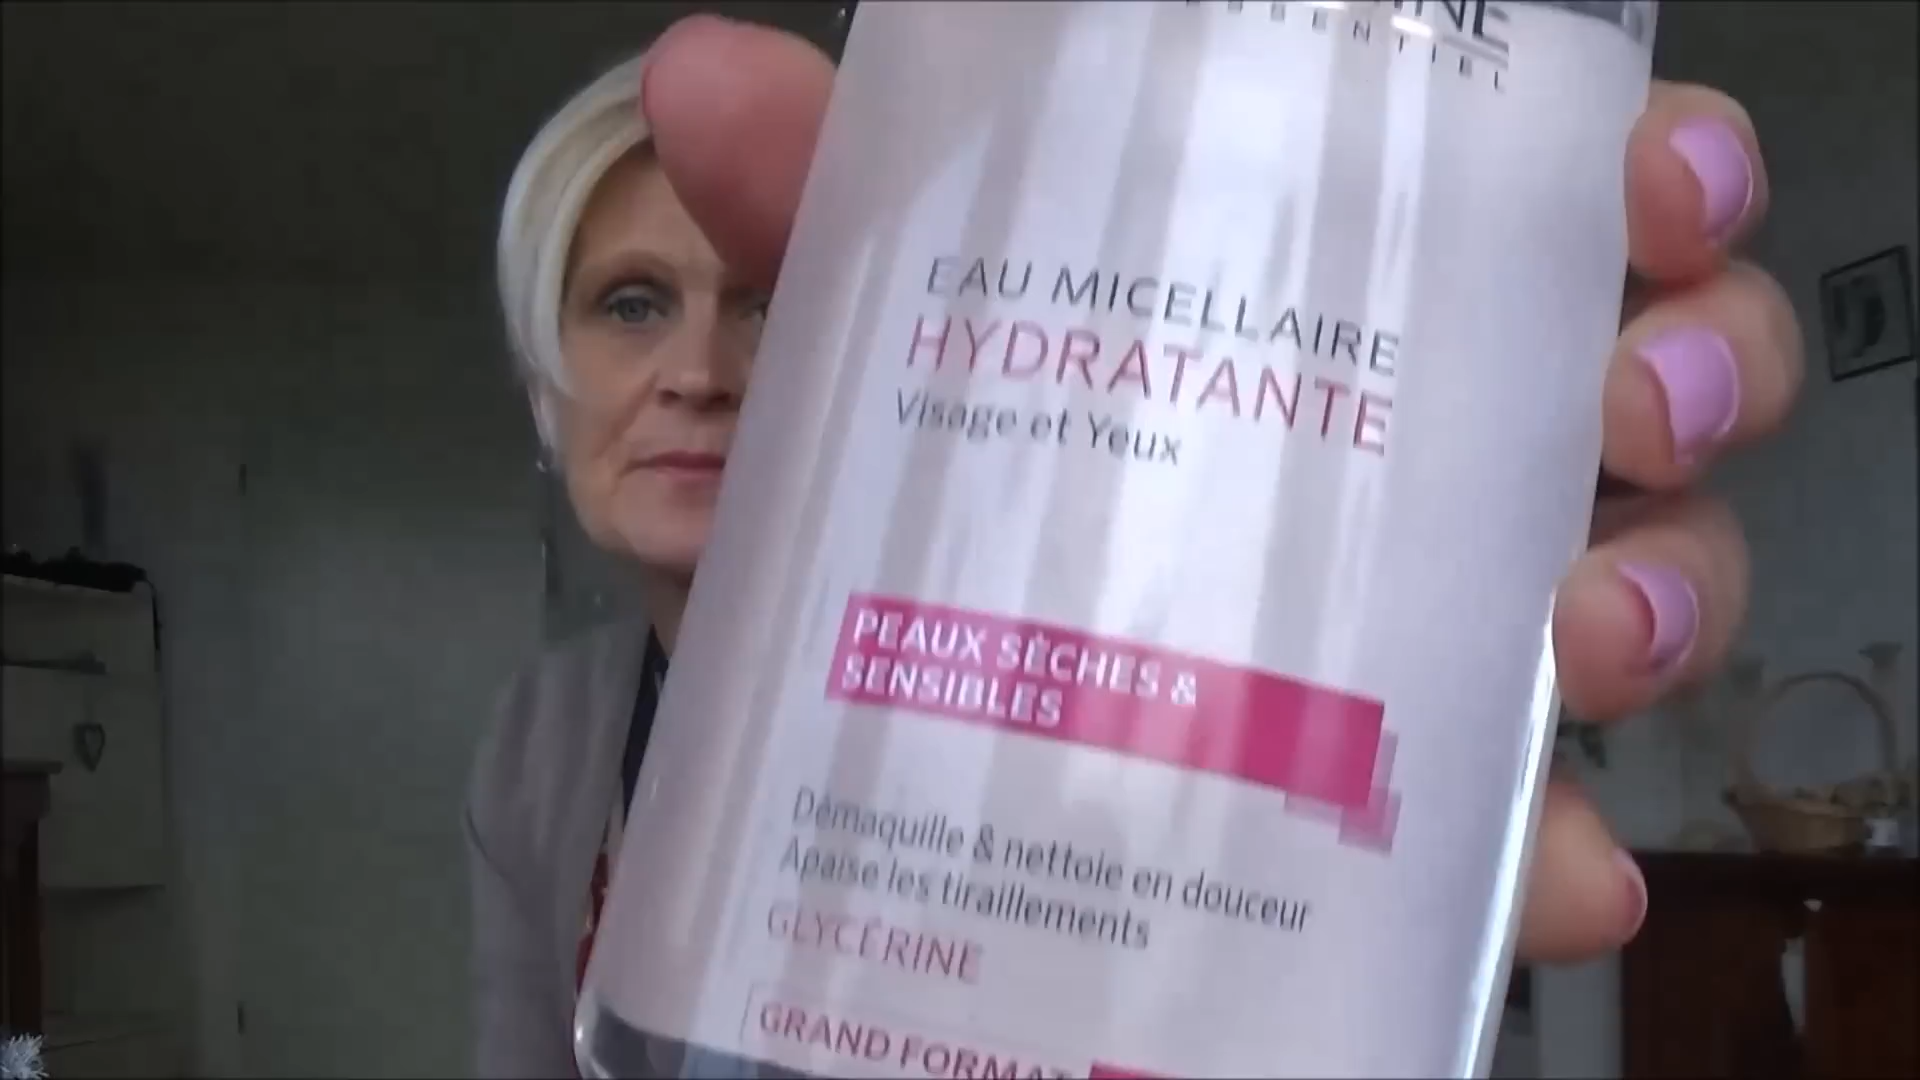 ESSENTIEL
EAU MICELLAIRE
HYDRATANTE
Visage et Yeux
PEAUX SÈCHES &
SENSIBLES
Démaquille & nettoie en douceur
Apaise les tiraillements
GLYCÉRINE
GRAND FORMAT